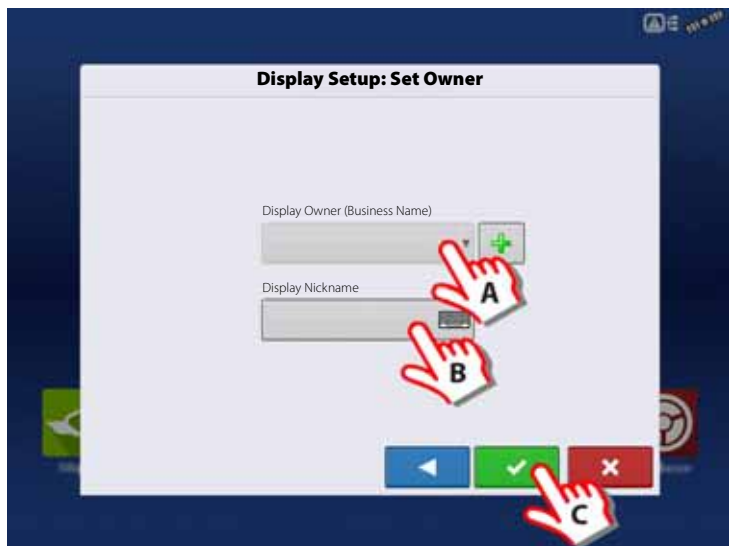 Display Setup: Set Owner
Display Owner (Business Name)
A
Display Nickname
B
C